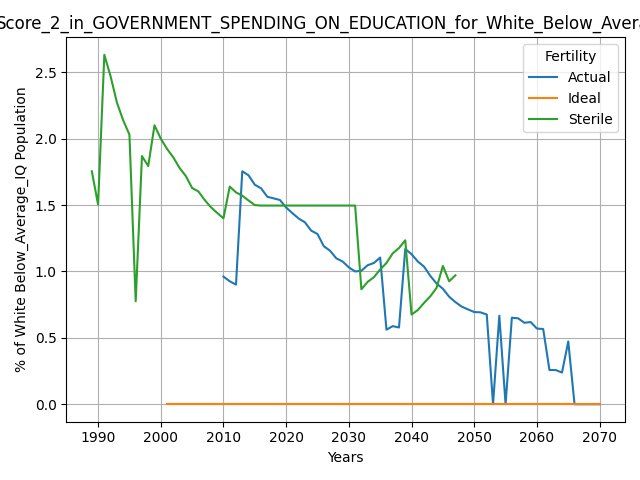 Score_2_in_GOVERNMENT_SPENDING_ON_EDUCATION_for_White_Below_Avera
Fertility
Actual
Ideal
Sterile
% of White Below_Average_IQ Population
2.5
2.0
1.5
1.0
0.5
0.0
1990 2000 2010 2020 2030 2040 2050 2060 2070
Years